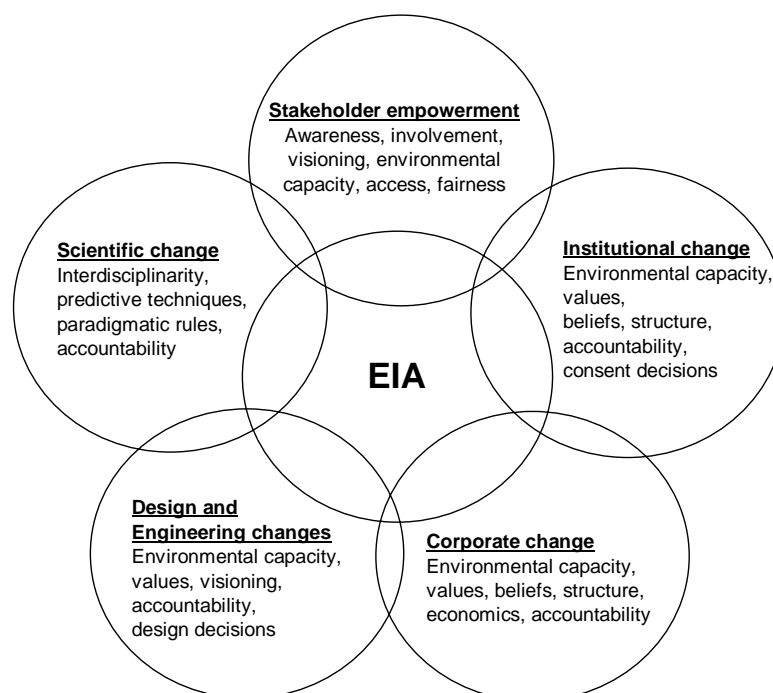 Stakeholder empowerment
Awareness, involvement,
visioning, environmental
capacity, access, fairness
Scientific change
Interdisciplinarity,
predictive techniques,
paradigmatic rules,
accountability
Institutional change
Environmental capacity,
values,
beliefs, structure,
accountability,
consent decisions
EIA
Design and
Engineering changes
Environmental capacity,
values, visioning,
accountability,
design decisions
Corporate change
Environmental capacity,
values, beliefs, structure,
economics, accountability